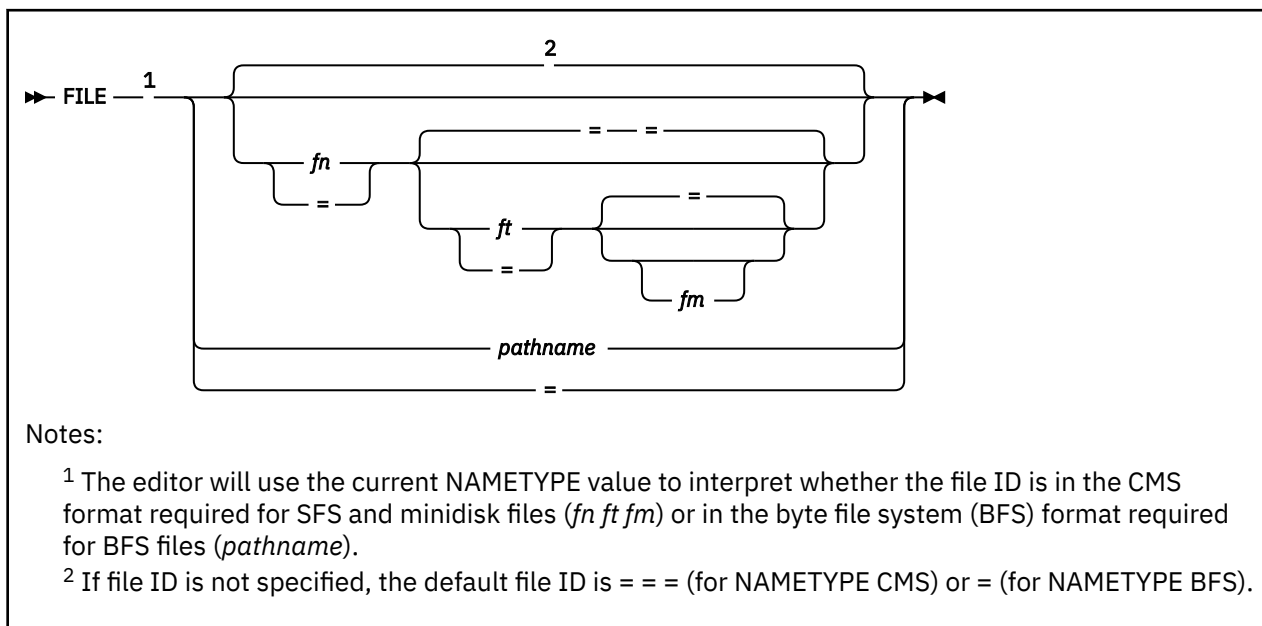 2
FILE 1
= =
fn
=
=
ft
=
fm
pathname
=
Notes:
1 The editor will use the current NAMETYPE value to interpret whether the file ID is in the CMS
format required for SFS and minidisk files (fn ft fm) or in the byte file system (BFS) format required
for BFS files (pathname).
2 If file ID is not specified, the default file ID is = = = (for NAMETYPE CMS) or = (for NAMETYPE BFS).